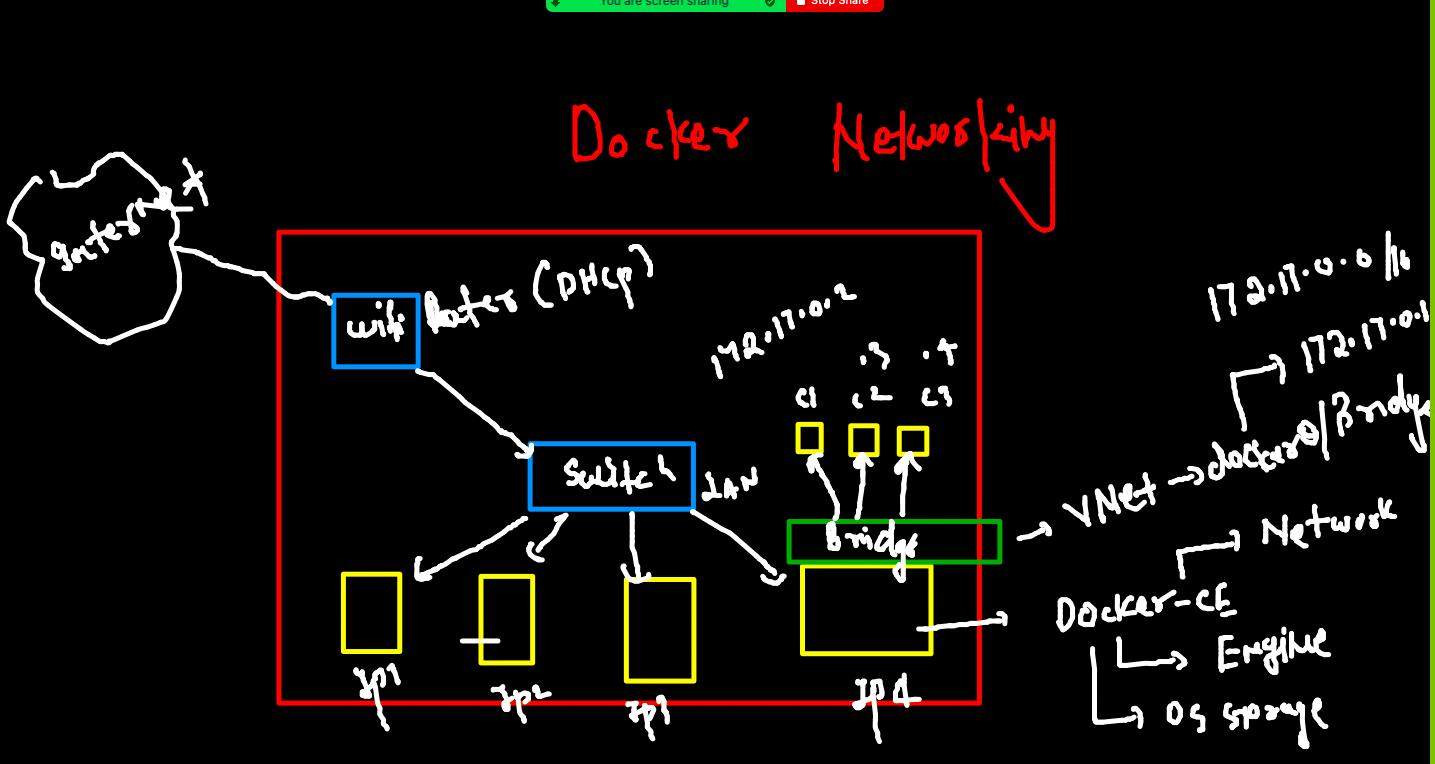 You are screen sharing
Stop Share
Docker Networking
Internet
wifi Router (DHCP)
172.17.0.0/16
172.17.0.1
172.17.0.2
.3
.4
C1
C2
C3
Switch
LAN
Bridge
VNet
docker0/Bridge
Network
Docker-CE
Engine
OS Storage
IP1
IP2
IP3
IP4